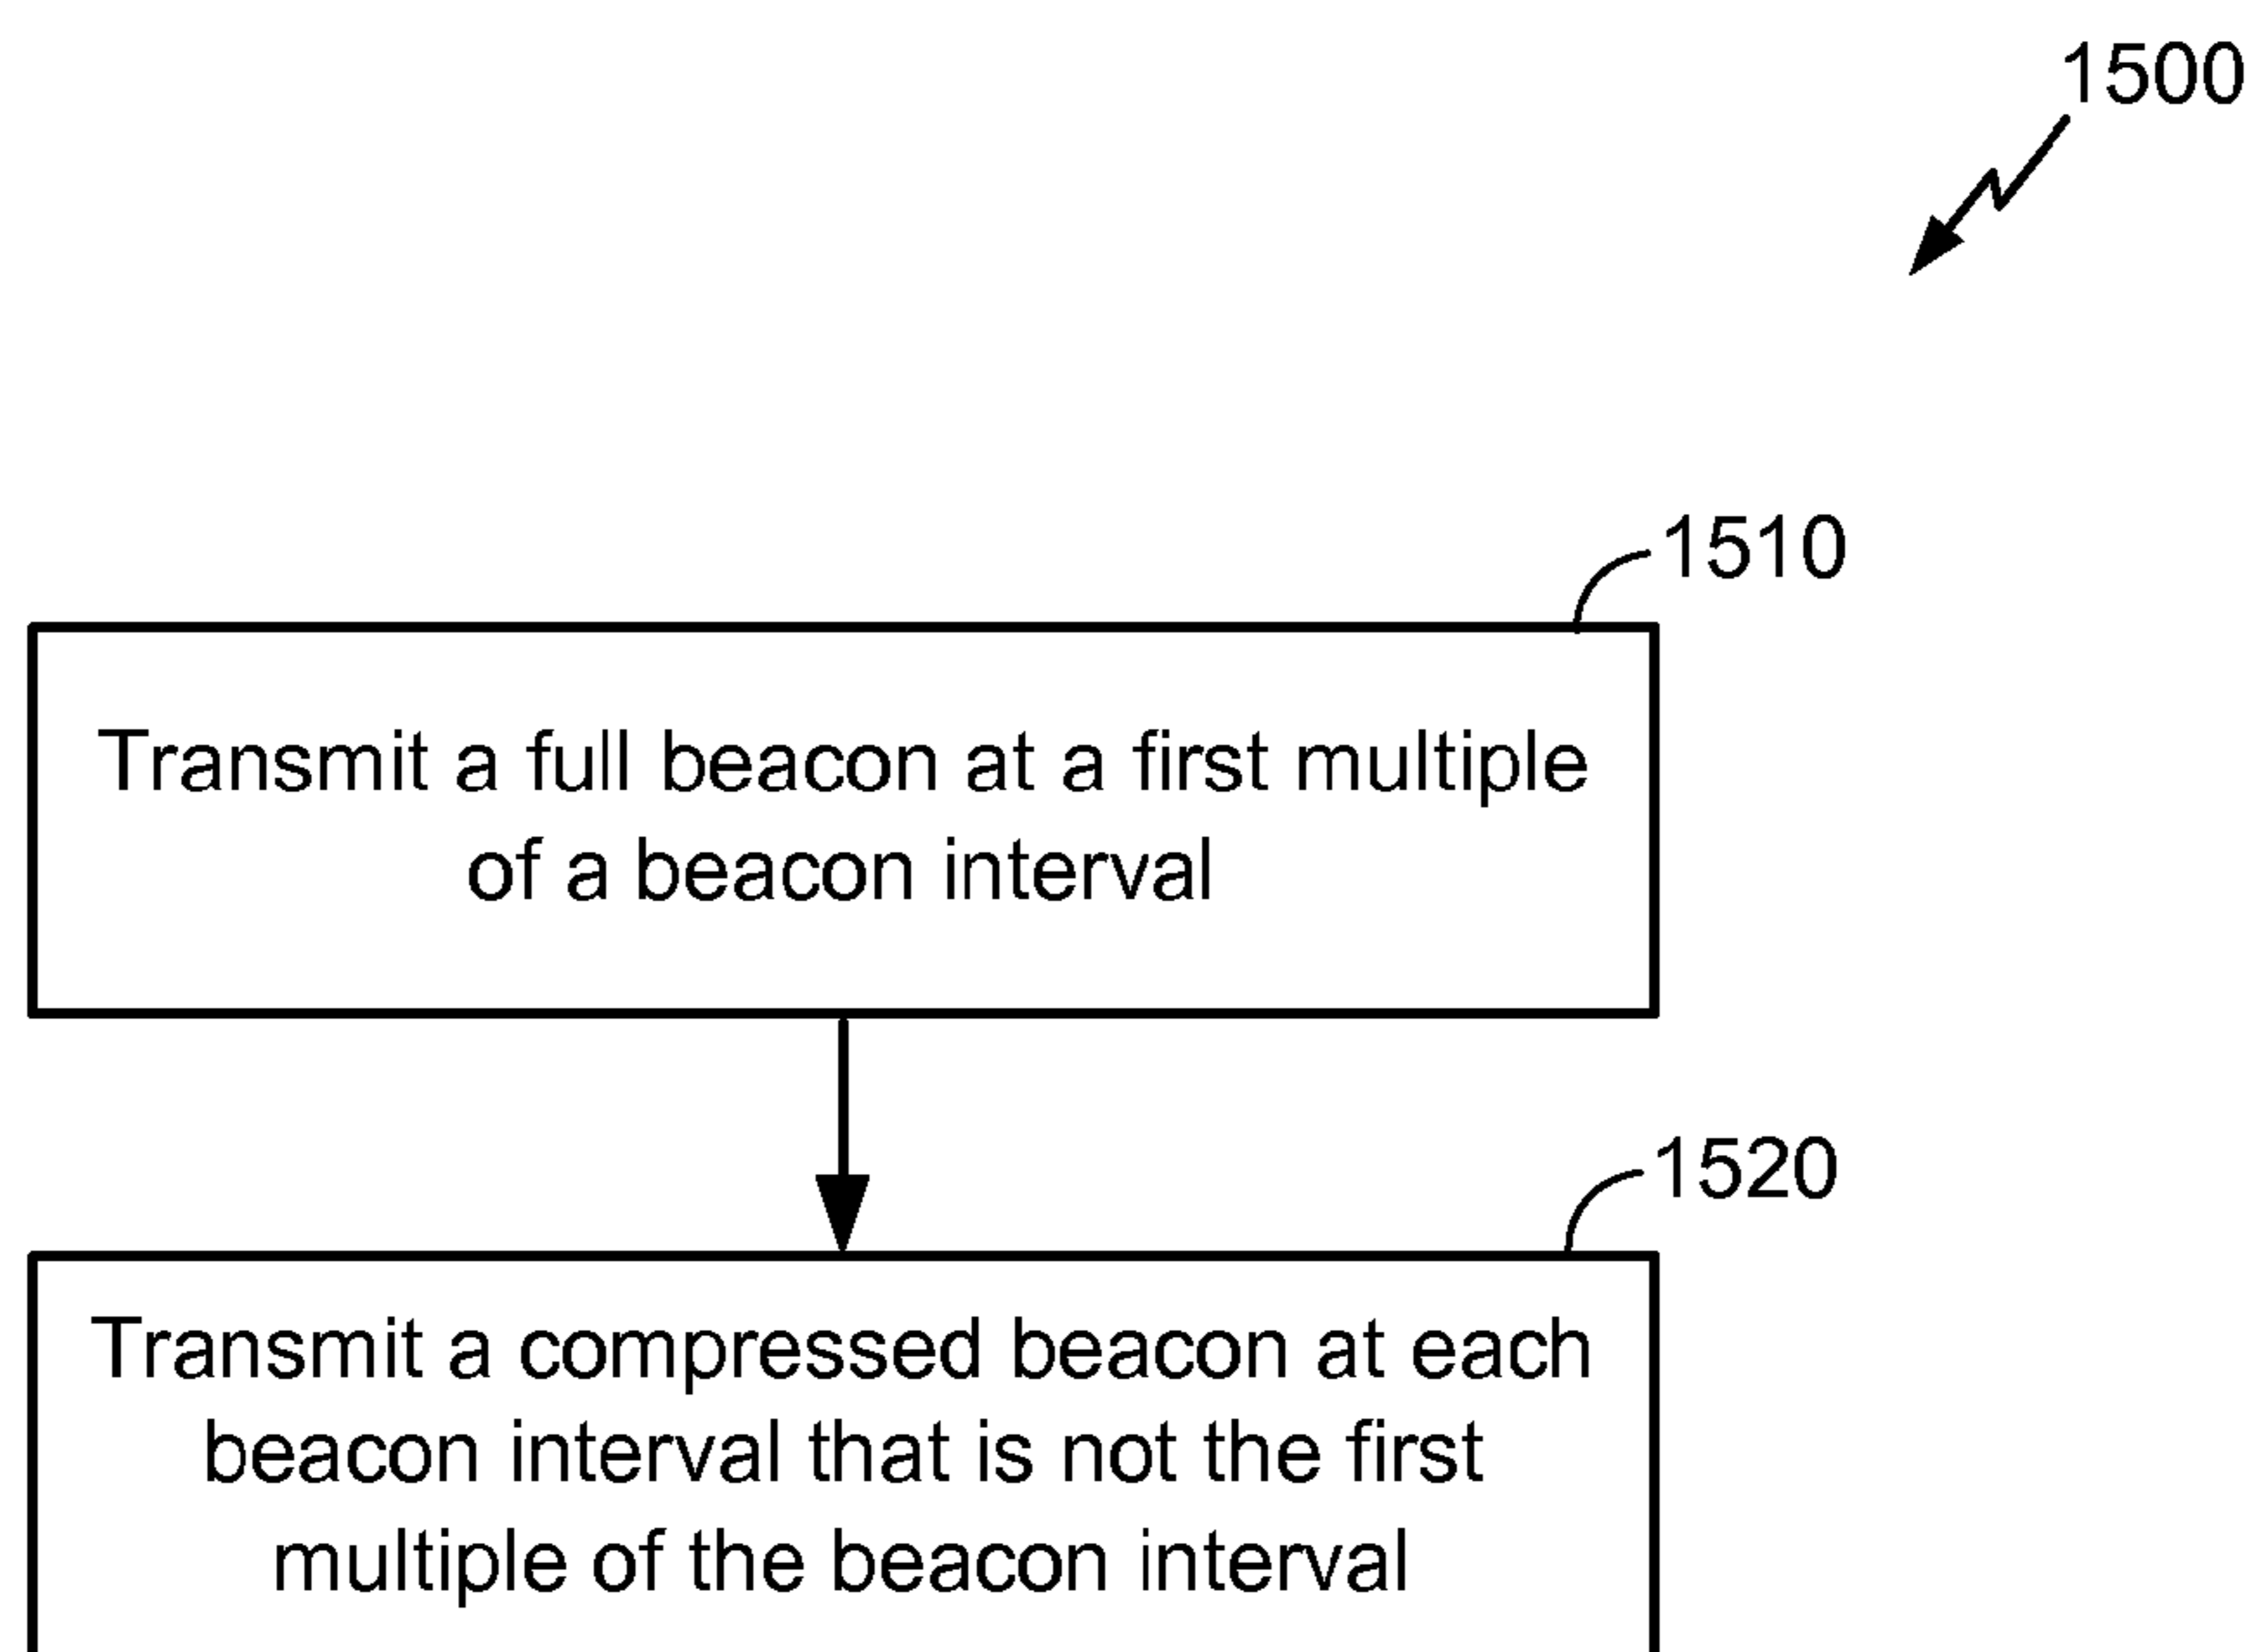 1500
1510
Transmit a full beacon at a first multiple
of a beacon interval
1520
Transmit a compressed beacon at each
beacon interval that is not the first
multiple of the beacon interval